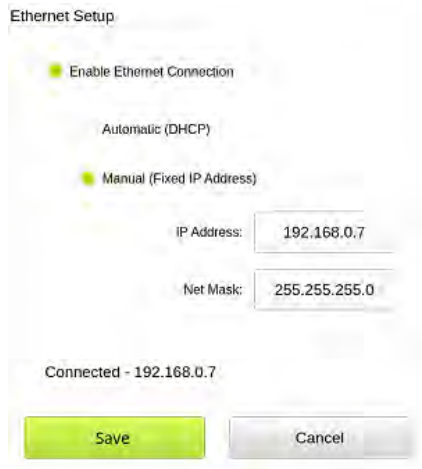 Ethernet Setup
Enable Ethernet Connection
Automatic (DHCP)
Manual (Fixed IP Address)
IP Address: 192.168.0.7
Net Mask: 255.255.255.0
Connected - 192.168.0.7
Save Cancel